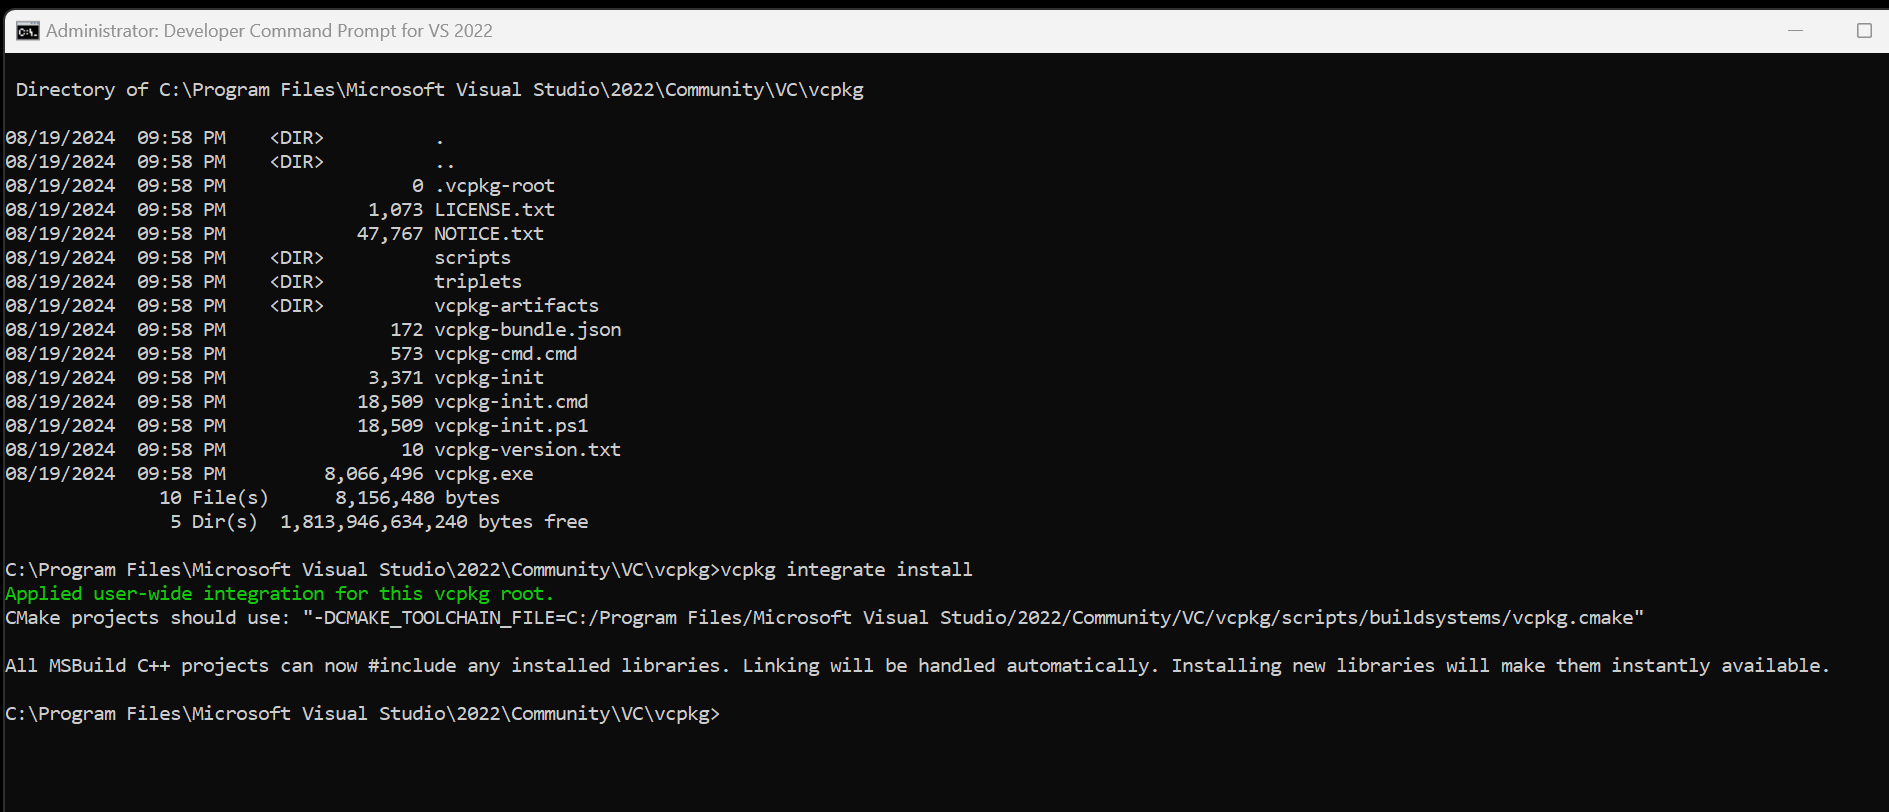 Administrator: Developer Command Prompt for VS 2022
Directory of C:\Program Files\Microsoft Visual Studio\2022\Community\VC\vcpkg
08/19/2024  09:58 PM    <DIR>          .
08/19/2024  09:58 PM    <DIR>          ..
08/19/2024  09:58 PM                 0 .vcpkg-root
08/19/2024  09:58 PM             1,073 LICENSE.txt
08/19/2024  09:58 PM            47,767 NOTICE.txt
08/19/2024  09:58 PM    <DIR>          scripts
08/19/2024  09:58 PM    <DIR>          triplets
08/19/2024  09:58 PM    <DIR>          vcpkg-artifacts
08/19/2024  09:58 PM               172 vcpkg-bundle.json
08/19/2024  09:58 PM               573 vcpkg-cmd.cmd
08/19/2024  09:58 PM             3,371 vcpkg-init
08/19/2024  09:58 PM            18,509 vcpkg-init.cmd
08/19/2024  09:58 PM            18,509 vcpkg-init.ps1
08/19/2024  09:58 PM                10 vcpkg-version.txt
08/19/2024  09:58 PM         8,066,496 vcpkg.exe
              10 File(s)      8,156,480 bytes
               5 Dir(s)  1,813,946,634,240 bytes free
C:\Program Files\Microsoft Visual Studio\2022\Community\VC\vcpkg>vcpkg integrate install
Applied user-wide integration for this vcpkg root.
CMake projects should use: "-DCMAKE_TOOLCHAIN_FILE=C:/Program Files/Microsoft Visual Studio/2022/Community/VC/vcpkg/scripts/buildsystems/vcpkg.cmake"
All MSBuild C++ projects can now #include any installed libraries. Linking will be handled automatically. Installing new libraries will make them instantly available.
C:\Program Files\Microsoft Visual Studio\2022\Community\VC\vcpkg>